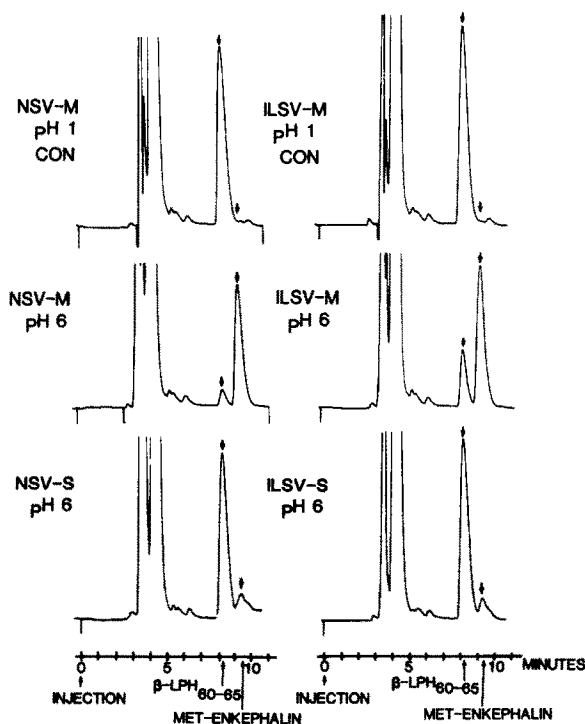 NSV-M
pH 1
CON
ILSV-M
pH 1
CON
NSV-M
pH 6
ILSV-M
pH 6
NSV-S
pH 6
ILSV-S
pH 6
0 5 10
0 5 10 MINUTES
INJECTION
β-LPH60-65
MET-ENKEPHALIN
INJECTION
β-LPH60-65
MET-ENKEPHALIN